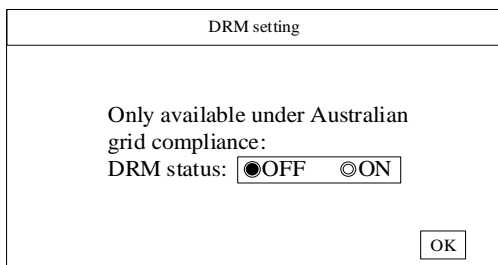 DRM setting
Only available under Australian
grid compliance:
DRM status: ◉OFF ◎ON
OK